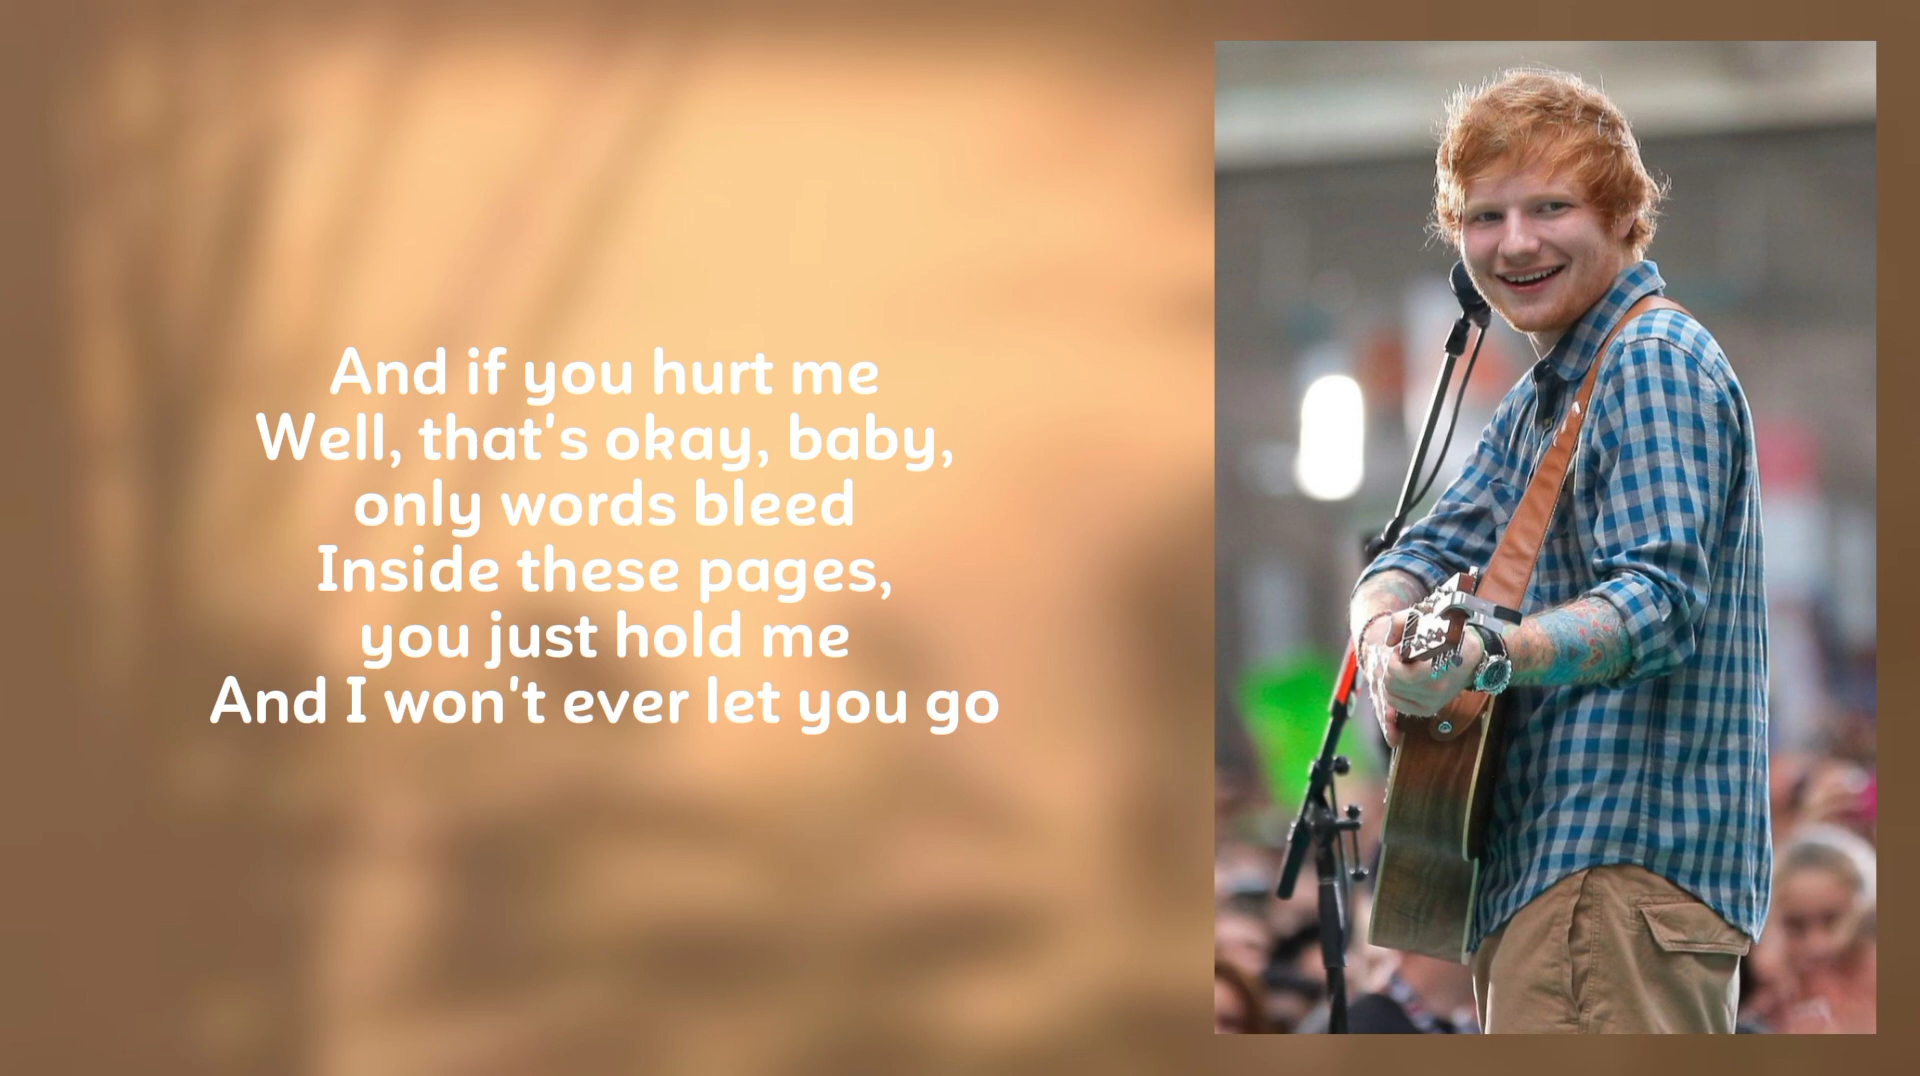 And if you hurt me
Well, that's okay, baby,
only words bleed
Inside these pages,
you just hold me
And I won't ever let you go